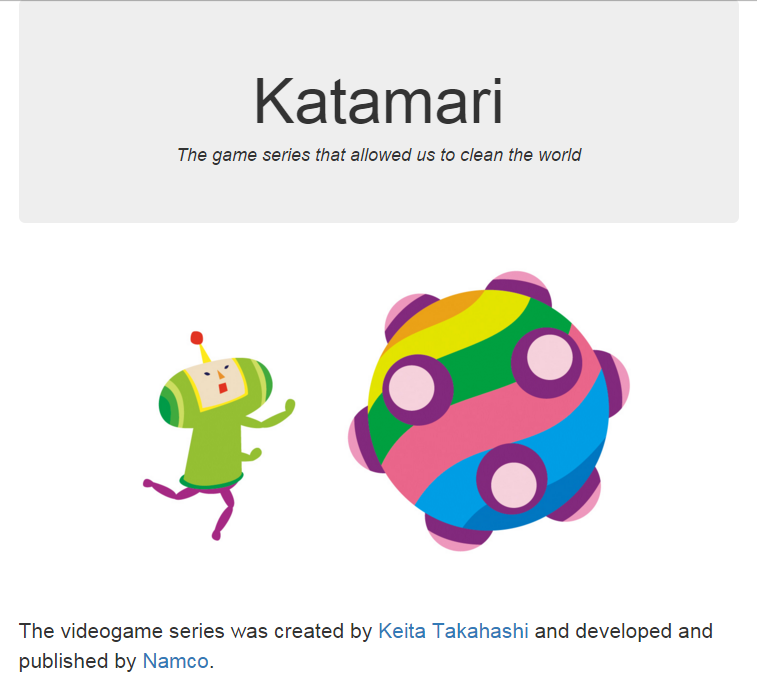 Katamari
The game series that allowed us to clean the world
The videogame series was created by Keita Takahashi and developed and
published by Namco.